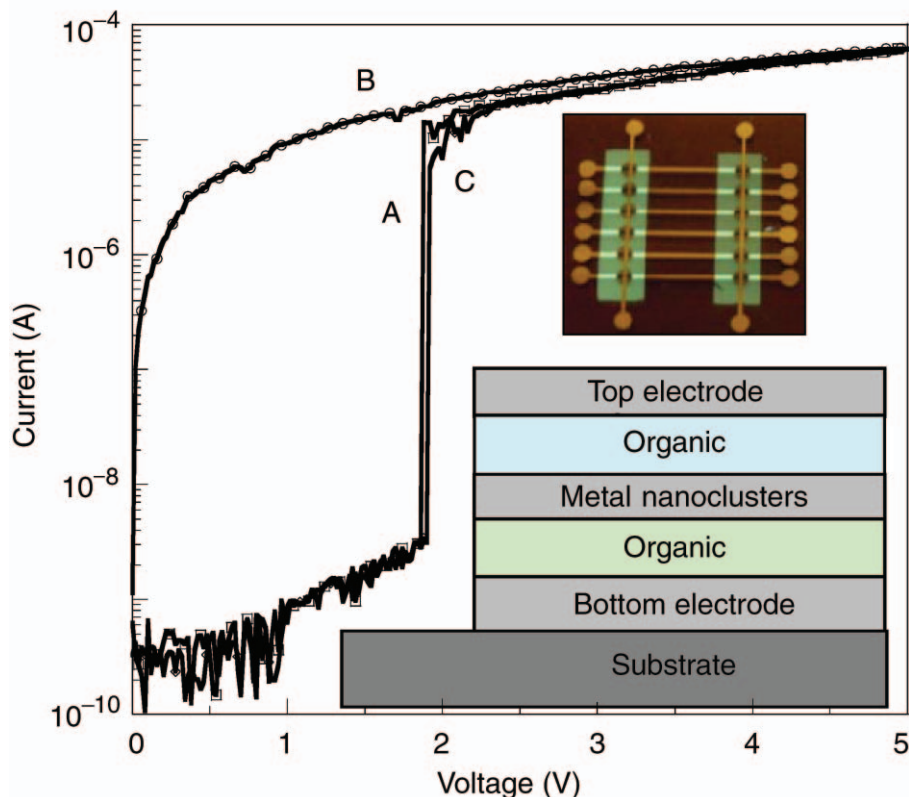 10−4
10−6
10−8
10−10
Current (A)
B
A
C
Top electrode
Organic
Metal nanoclusters
Organic
Bottom electrode
Substrate
0 1 2 3 4 5
Voltage (V)